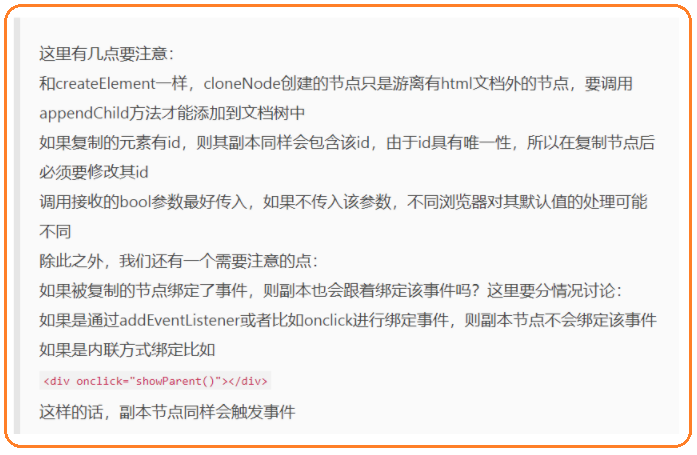 这里有几点要注意：
和createElement一样，cloneNode创建的节点只是游离有html文档外的节点，要调用
appendChild方法才能添加到文档树中
如果复制的元素有id，则其副本同样会包含该id，由于id具有唯一性，所以在复制节点后
必须要修改其id
调用接收的bool参数最好传入，如果不传入该参数，不同浏览器对其默认值的处理可能
不同
除此之外，我们还有一个需要注意的点：
如果被复制的节点绑定了事件，则副本也会跟着绑定该事件吗？这里要分情况讨论：
如果是通过addEventListener或者比如onclick进行绑定事件，则副本节点不会绑定该事件
如果是内联方式绑定比如
<div onclick="showParent()"></div>
这样的话，副本节点同样会触发事件